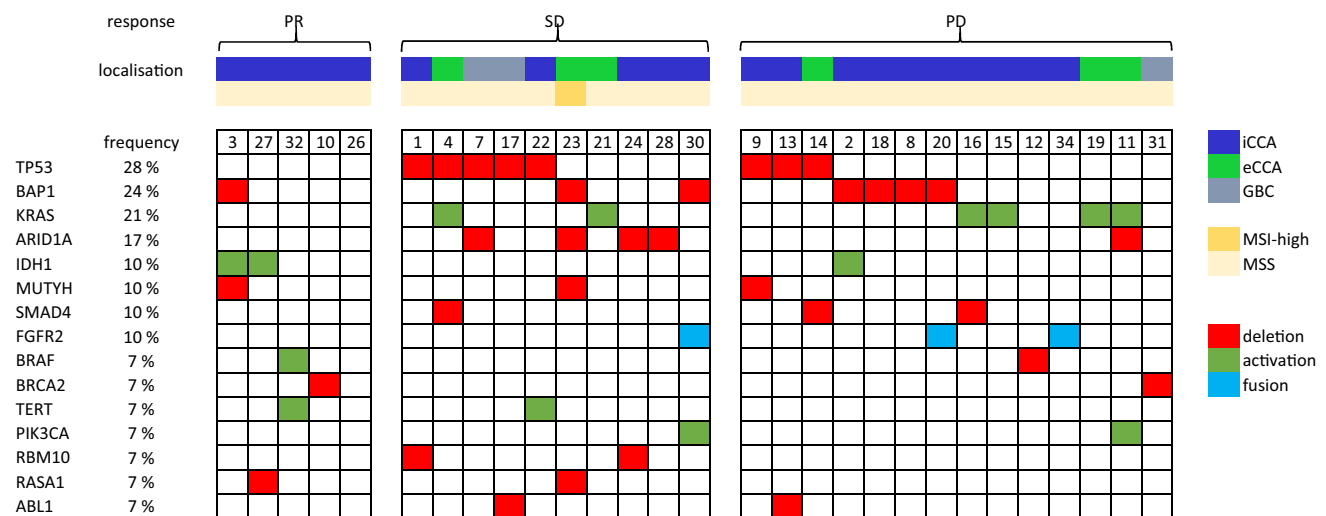 response PR SD PD
localisation
frequency 3 27 32 10 26 1 4 7 17 22 23 21 24 28 30 9 13 14 2 18 8 20 16 15 12 34 19 11 31
TP53 28 %
BAP1 24 %
KRAS 21 %
ARID1A 17 %
IDH1 10 %
MUTYH 10 %
SMAD4 10 %
FGFR2 10 %
BRAF 7 %
BRCA2 7 %
TERT 7 %
PIK3CA 7 %
RBM10 7 %
RASA1 7 %
ABL1 7 %
iCCA
eCCA
GBC
MSI-high
MSS
deletion
activation
fusion